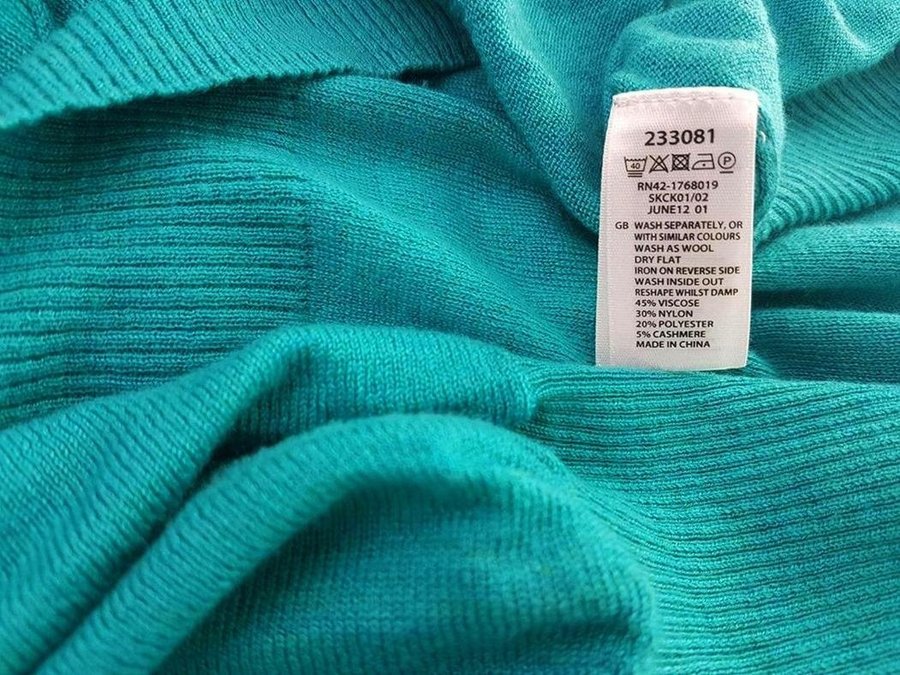 233081
40 P
RN42-1768019
SKCK01/02
JUNE12 01
GB WASH SEPARATELY, OR
WITH SIMILAR COLOURS
WASH AS WOOL
DRY FLAT
IRON ON REVERSE SIDE
WASH INSIDE OUT
RESHAPE WHILST DAMP
45% VISCOSE
30% NYLON
20% POLYESTER
5% CASHMERE
MADE IN CHINA